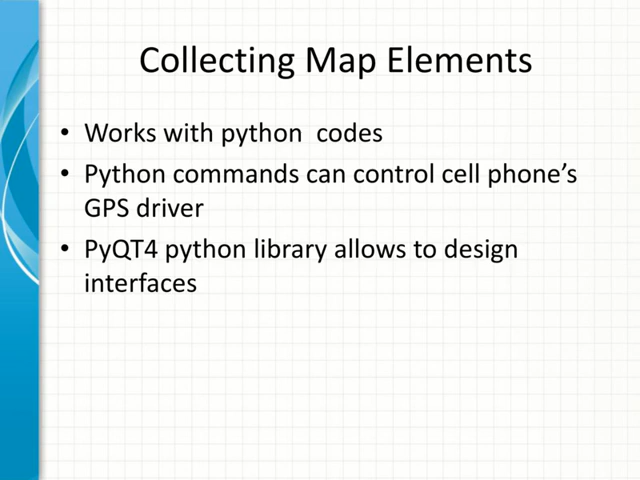 Collecting Map Elements
• Works with python  codes
• Python commands can control cell phone's
GPS driver
• PyQT4 python library allows to design
interfaces